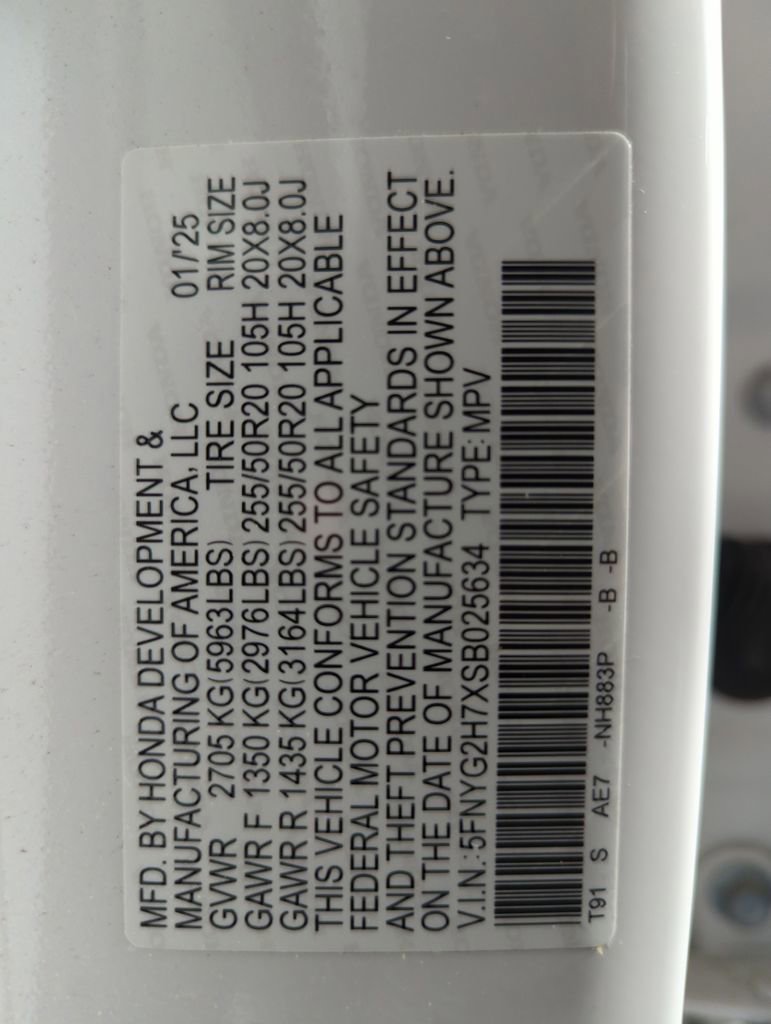 MFD. BY HONDA DEVELOPMENT &
MANUFACTURING OF AMERICA, LLC 01/'25
GVWR 2705 KG(5963LBS) TIRE SIZE RIM SIZE
GAWR F 1350 KG(2976LBS) 255/50R20 105H 20X8.0J
GAWR R 1435 KG(3164LBS) 255/50R20 105H 20X8.0J
THIS VEHICLE CONFORMS TO ALL APPLICABLE
FEDERAL MOTOR VEHICLE SAFETY
AND THEFT PREVENTION STANDARDS IN EFFECT
ON THE DATE OF MANUFACTURE SHOWN ABOVE.
V.I.N.:5FNYG2H7XSB025634 TYPE: MPV
T91 S AE7 -NH883P -B -B